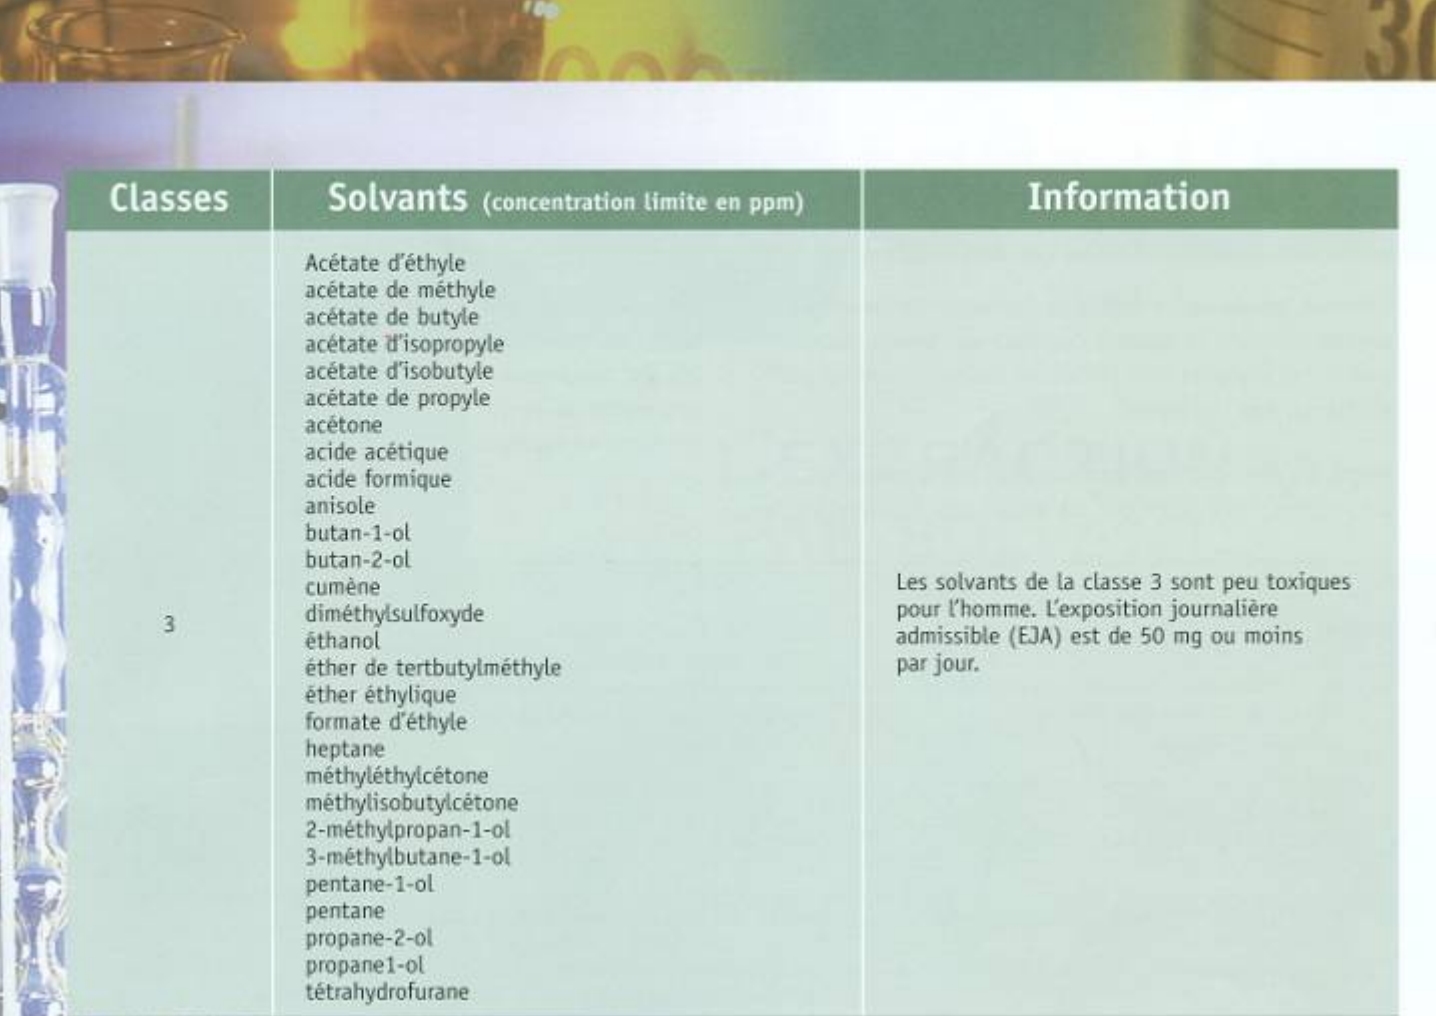 Classes Solvants (concentration limite en ppm) Information
Acétate d'éthyle
acétate de méthyle
acétate de butyle
acétate d'isopropyle
acétate d'isobutyle
acétate de propyle
acétone
acide acétique
acide formique
anisole
butan-1-ol
butan-2-ol
cumène
diméthylsulfoxyde
éthanol
éther de tertbutylméthyle
éther éthylique
formate d'éthyle
heptane
méthyléthylcétone
méthylisobutylcétone
2-méthylpropan-1-ol
3-méthylbutane-1-ol
pentane-1-ol
pentane
propane-2-ol
propane1-ol
tétrahydrofurane
3
Les solvants de la classe 3 sont peu toxiques
pour l'homme. L'exposition journalière
admissible (EJA) est de 50 mg ou moins
par jour.